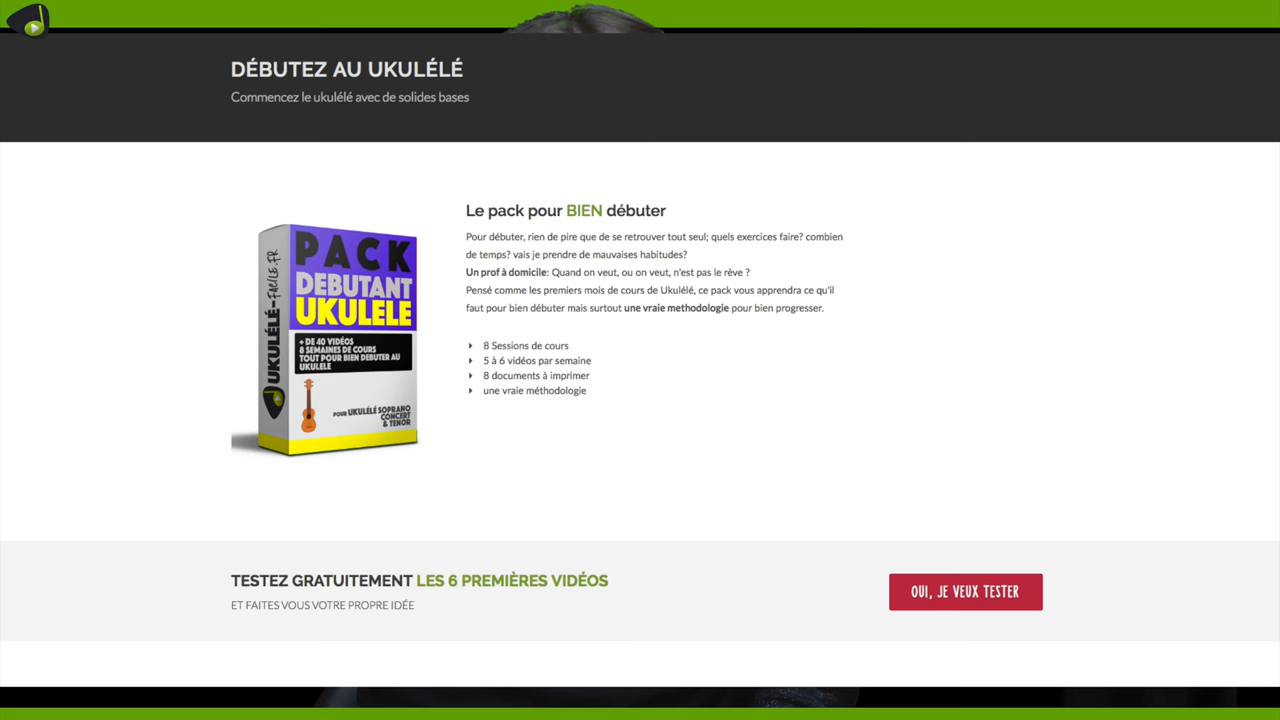 DÉBUTEZ AU UKULÉLÉ
Commencez le ukulélé avec de solides bases
Le pack pour BIEN débuter
Pour débuter, rien de pire que de se retrouver tout seul; quels exercices faire? combien
de temps? vais je prendre de mauvaises habitudes?
Un prof à domicile: Quand on veut, ou on veut, n'est pas le rève ?
Pensé comme les premiers mois de cours de Ukulélé, ce pack vous apprendra ce qu'il
faut pour bien débuter mais surtout une vraie methodologie pour bien progresser.
8 Sessions de cours
5 à 6 vidéos par semaine
8 documents à imprimer
une vraie méthodologie
PACK
DEBUTANT
UKULELE
+ DE 40 VIDÉOS
8 SEMAINES DE COURS
TOUT POUR BIEN DEBUTER AU
UKULELE
POUR UKULÉLÉ SOPRANO
CONCERT
& TENOR
UKULÉLÉ-FACILE.FR
TESTEZ GRATUITEMENT LES 6 PREMIÈRES VIDÉOS
ET FAITES VOUS VOTRE PROPRE IDÉE
OUI, JE VEUX TESTER